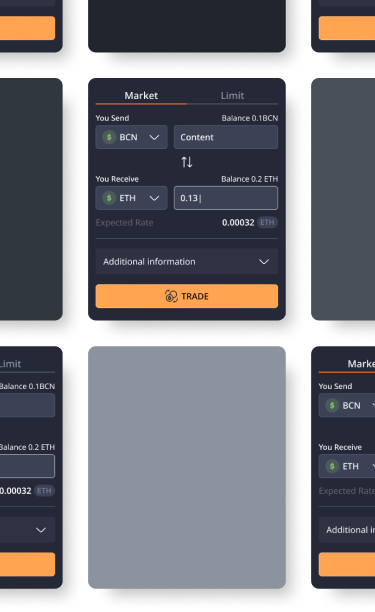 Market Limit
You Send Balance 0.1BCN
$ BCN Content
You Receive Balance 0.2 ETH
$ ETH 0.13|
Expected Rate 0.00032 ETH
Additional information
TRADE
Limit
Balance 0.1BCN
Balance 0.2 ETH
0.00032 ETH
Marke
You Send
$ BCN
You Receive
$ ETH
Expected Rate
Additional in